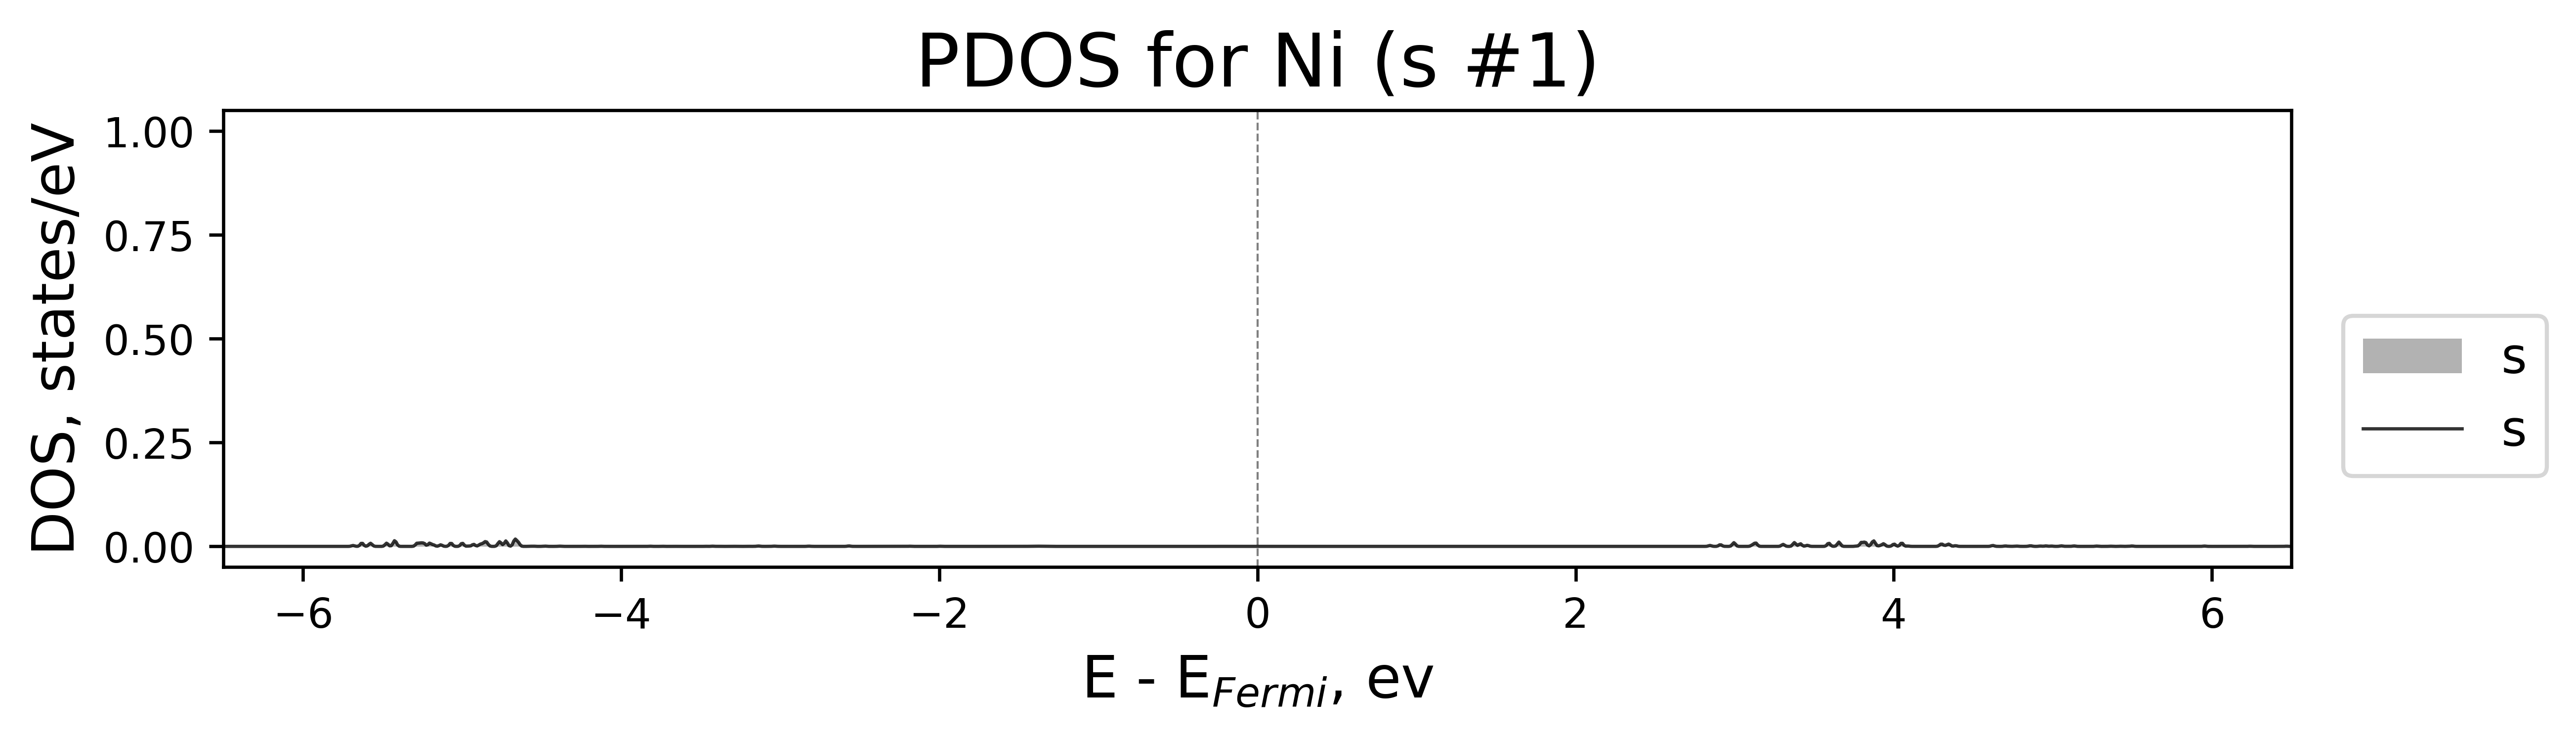 PDOS for Ni (s #1)
DOS, states/eV
1.00
0.75
0.50
0.25
0.00
−6 −4 −2 0 2 4 6
E - E_Fermi, ev
s
s